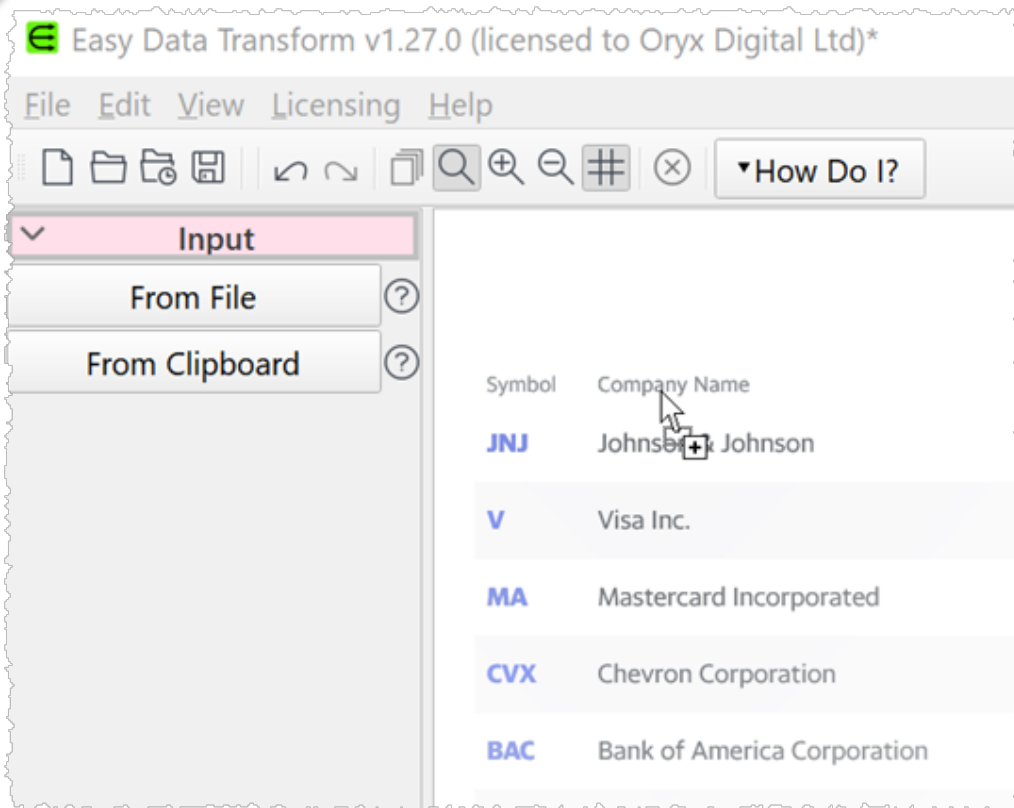 Easy Data Transform v1.27.0 (licensed to Oryx Digital Ltd)*
File Edit View Licensing Help
How Do I?
Input
From File ?
From Clipboard ?
Symbol Company Name
JNJ Johnson & Johnson
V Visa Inc.
MA Mastercard Incorporated
CVX Chevron Corporation
BAC Bank of America Corporation